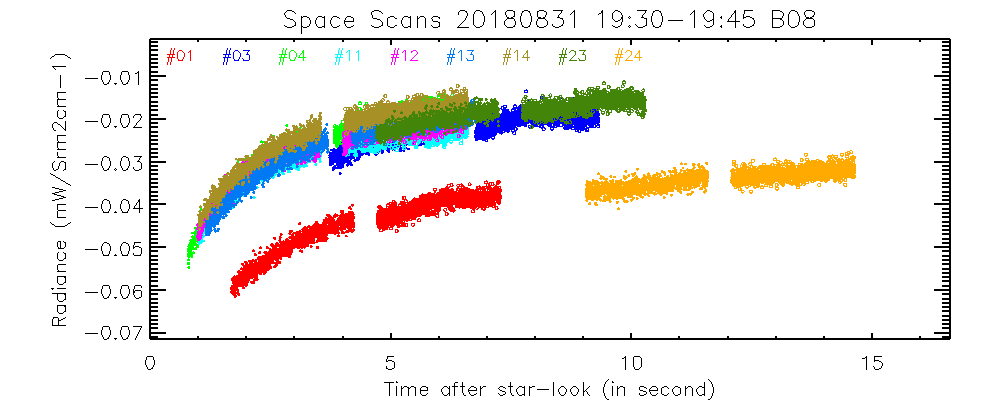 Space Scans 20180831 19:30-19:45 B08
#01 #03 #04 #11 #12 #13 #14 #23 #24
Radiance (mW/Srm2cm-1)
-0.01
-0.02
-0.03
-0.04
-0.05
-0.06
-0.07
0 5 10 15
Time after star-look (in second)